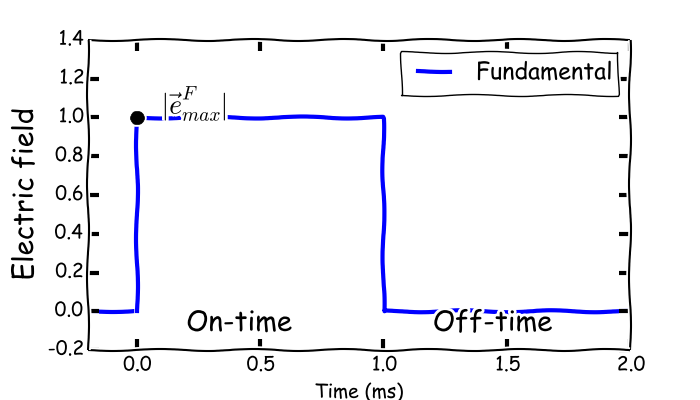 Electric field
1.4
1.2
1.0
0.8
0.6
0.4
0.2
0.0
-0.2
Fundamental
|e⃗^F_max|
On-time
Off-time
0.0 0.5 1.0 1.5 2.0
Time (ms)